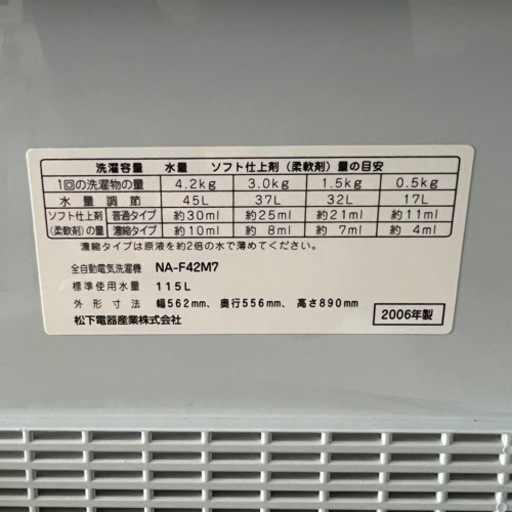 洗濯容量 水量 ソフト仕上剤(柔軟剤)量の目安
1回の洗濯物の量 4.2kg 3.0kg 1.5kg 0.5kg
水量調節 45L 37L 32L 17L
ソフト仕上剤 普通タイプ 約30ml 約25ml 約21ml 約11ml
(柔軟剤)の量 濃縮タイプ 約10ml 約 8ml 約 7ml 約 4ml
濃縮タイプは原液を約2倍の水で薄めてください。
全自動電気洗濯機 NA-F42M7
標準使用水量 115L
外形寸法 幅562mm、奥行556mm、高さ890mm
松下電器産業株式会社 2006年製